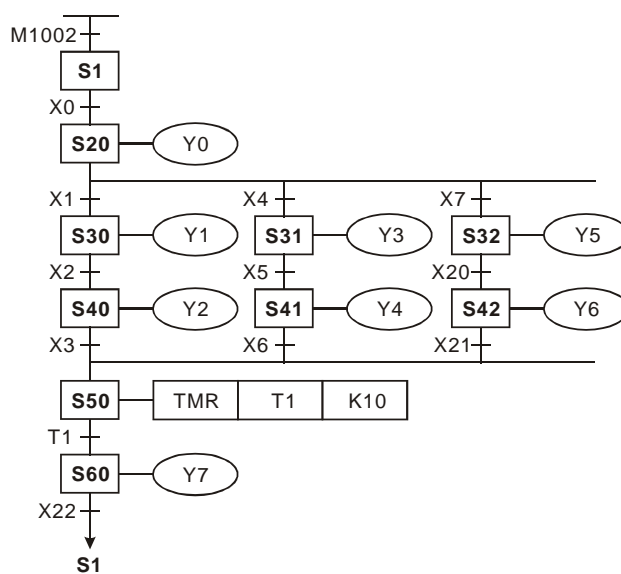 M1002
S1
X0
S20 Y0
X1 X4 X7
S30 Y1 S31 Y3 S32 Y5
X2 X5 X20
S40 Y2 S41 Y4 S42 Y6
X3 X6 X21
S50 TMR T1 K10
T1
S60 Y7
X22
S1